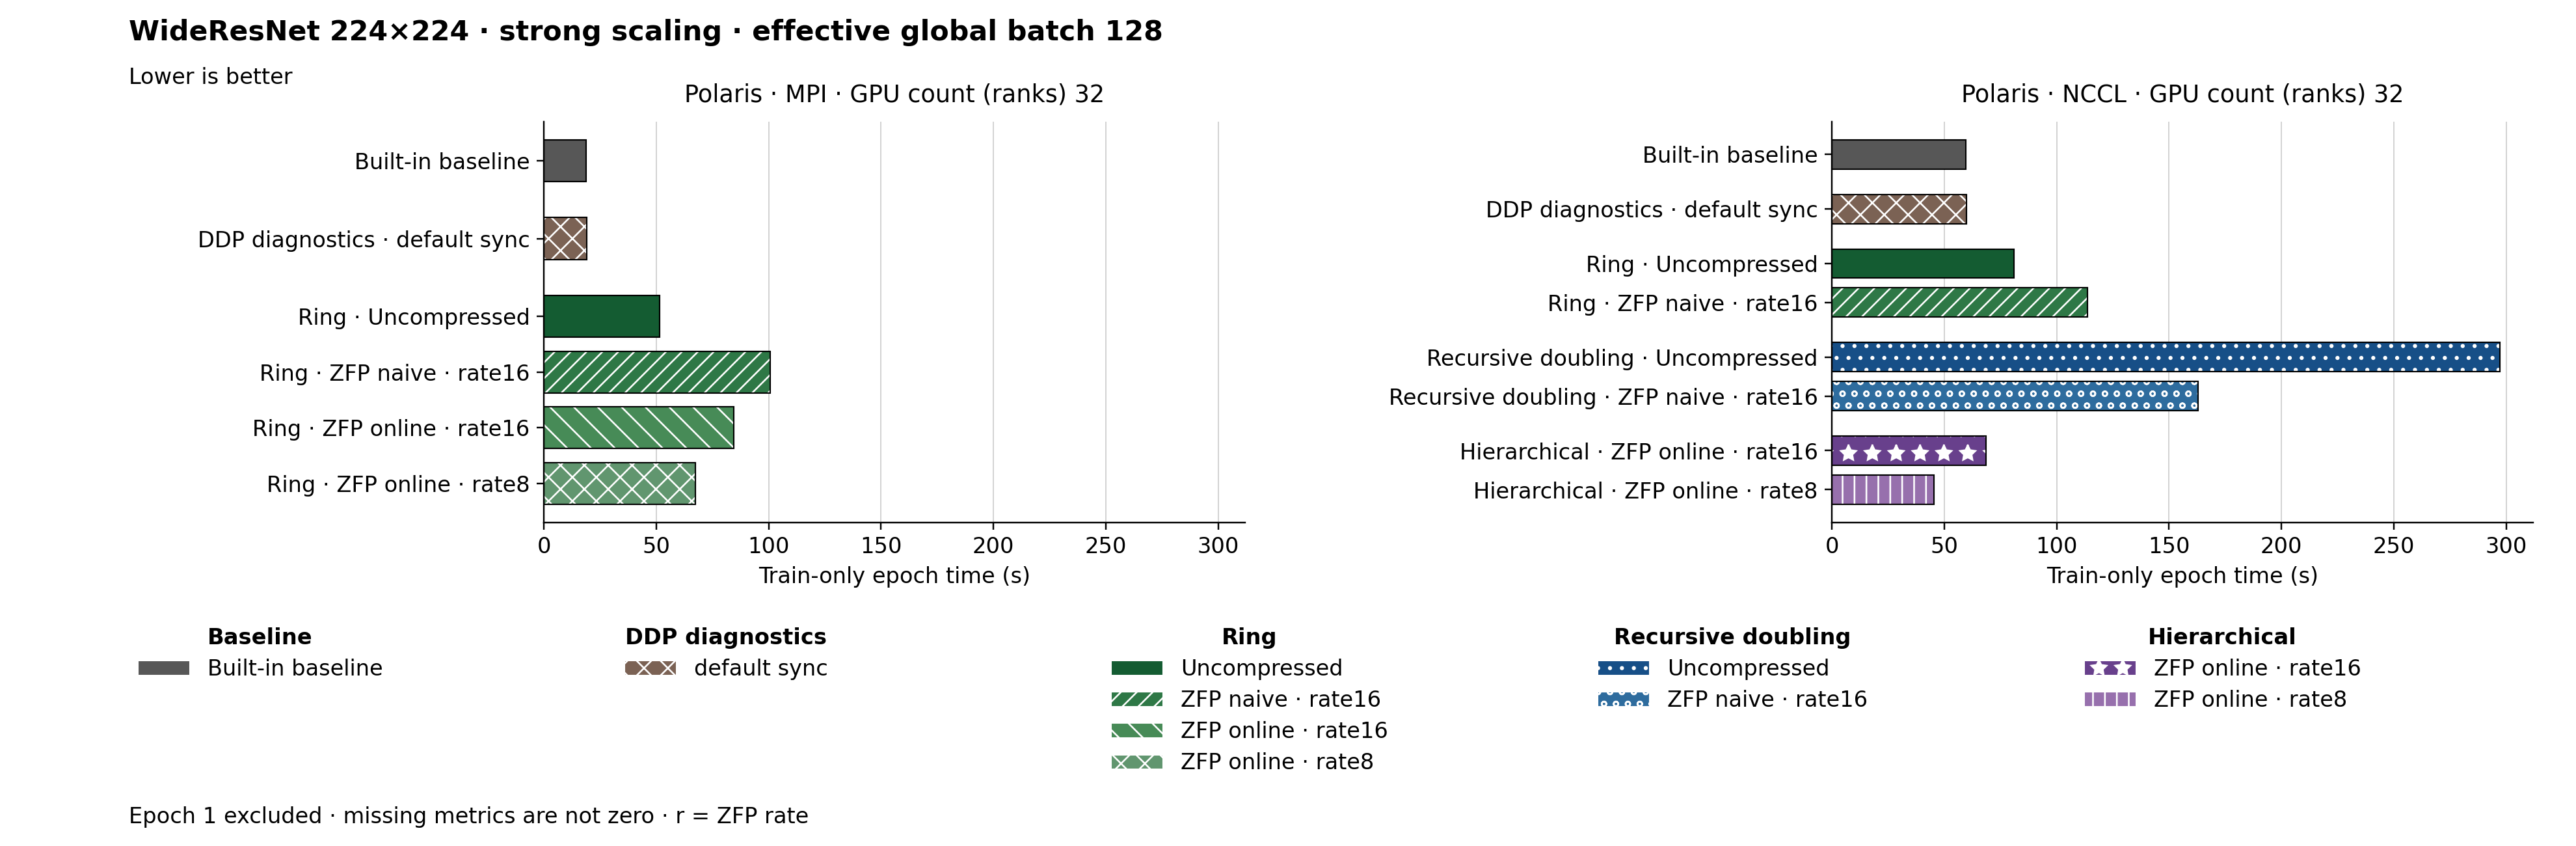 WideResNet 224×224 · strong scaling · effective global batch 128
Lower is better
Polaris · MPI · GPU count (ranks) 32
Built-in baseline
DDP diagnostics · default sync
Ring · Uncompressed
Ring · ZFP naive · rate16
Ring · ZFP online · rate16
Ring · ZFP online · rate8
0 50 100 150 200 250 300
Train-only epoch time (s)
Polaris · NCCL · GPU count (ranks) 32
Built-in baseline
DDP diagnostics · default sync
Ring · Uncompressed
Ring · ZFP naive · rate16
Recursive doubling · Uncompressed
Recursive doubling · ZFP naive · rate16
Hierarchical · ZFP online · rate16
Hierarchical · ZFP online · rate8
0 50 100 150 200 250 300
Train-only epoch time (s)
Baseline
Built-in baseline
DDP diagnostics
default sync
Ring
Uncompressed
ZFP naive · rate16
ZFP online · rate16
ZFP online · rate8
Recursive doubling
Uncompressed
ZFP naive · rate16
Hierarchical
ZFP online · rate16
ZFP online · rate8
Epoch 1 excluded · missing metrics are not zero · r = ZFP rate